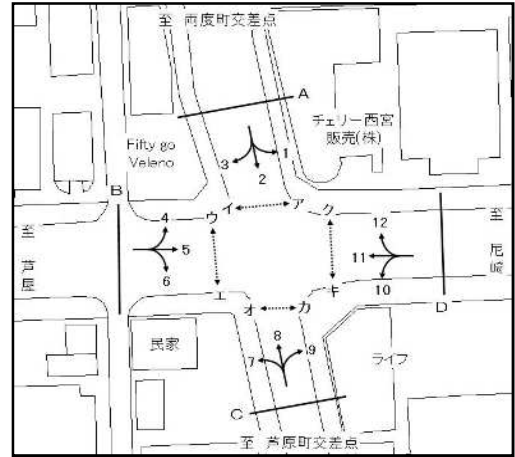 至 両度町交差点
A
チェリー西宮
販売(株)
Fifty go
Veleno
3
1
2
B
イ
ア
ク
ウ
4
12
至
芦
屋
5
11
至
尼
崎
6
10
エ
キ
D
オ
カ
民家
8
7
9
ライフ
C
至 芦原町交差点